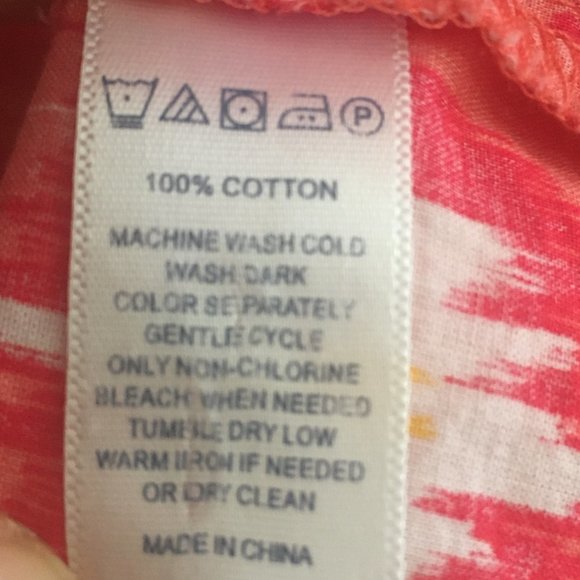 P
100% COTTON
MACHINE WASH COLD
WASH DARK
COLOR SEPARATELY
GENTLE CYCLE
ONLY NON-CHLORINE
BLEACH WHEN NEEDED
TUMBLE DRY LOW
WARM IRON IF NEEDED
OR DRY CLEAN
MADE IN CHINA